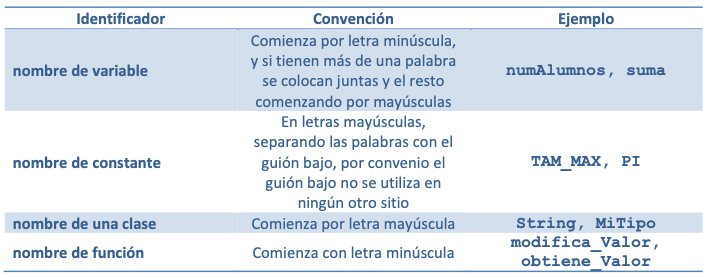 Identificador Convención Ejemplo
nombre de variable
Comienza por letra minúscula,
y si tienen más de una palabra
se colocan juntas y el resto
comenzando por mayúsculas
numAlumnos, suma
nombre de constante
En letras mayúsculas,
separando las palabras con el
guión bajo, por convenio el
guión bajo no se utiliza en
ningún otro sitio
TAM_MAX, PI
nombre de una clase Comienza por letra mayúscula String, MiTipo
nombre de función Comienza con letra minúscula
modifica_Valor,
obtiene_Valor